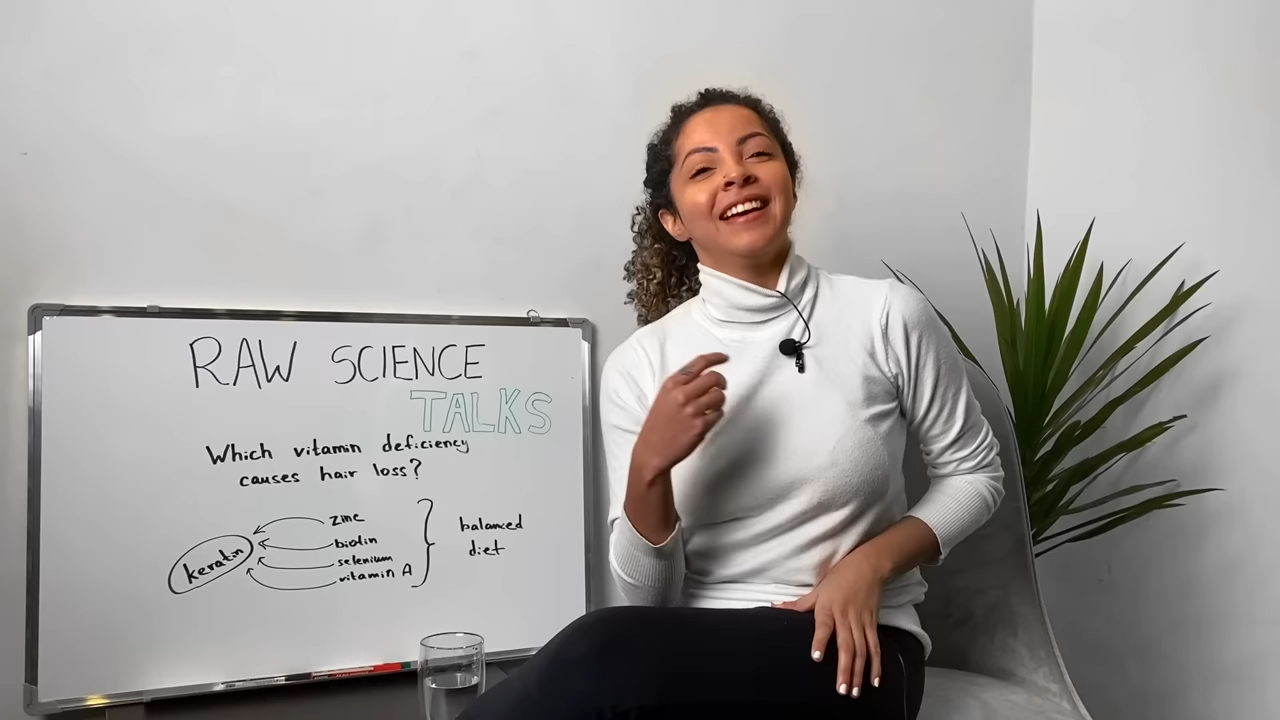 RAW SCIENCE
TALKS
Which vitamin deficiency
causes hair loss?
zinc
biotin
selenium
vitamin A
keratin
balanced
diet